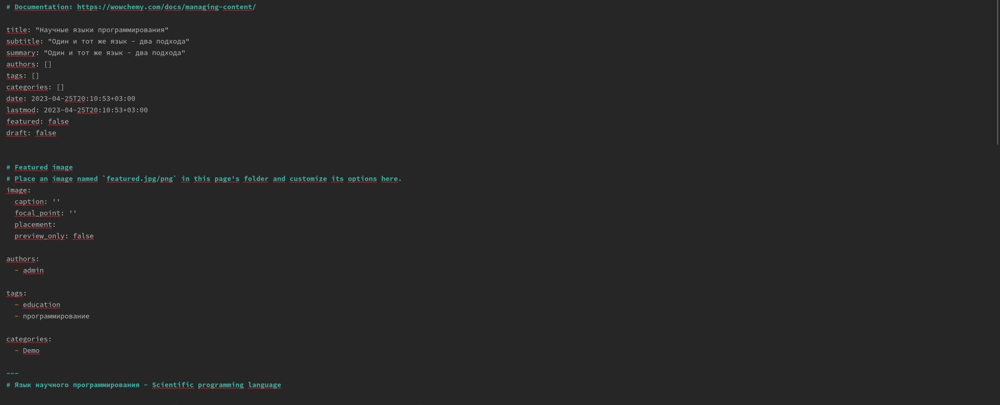 # Documentation: https://wowchemy.com/docs/managing-content/
title: "Научные языки программирования"
subtitle: "Один и тот же язык - два подхода"
summary: "Один и тот же язык - два подхода"
authors: []
tags: []
categories: []
date: 2023-04-25T20:10:53+03:00
lastmod: 2023-04-25T20:10:53+03:00
featured: false
draft: false
# Featured image
# Place an image named `featured.jpg/png` in this page's folder and customize its options here.
image:
  caption: ''
  focal_point: ''
  placement:
  preview_only: false
authors:
  - admin
tags:
  - education
  - программирование
categories:
  - Demo
---
# Язык научного программирования - Scientific programming language